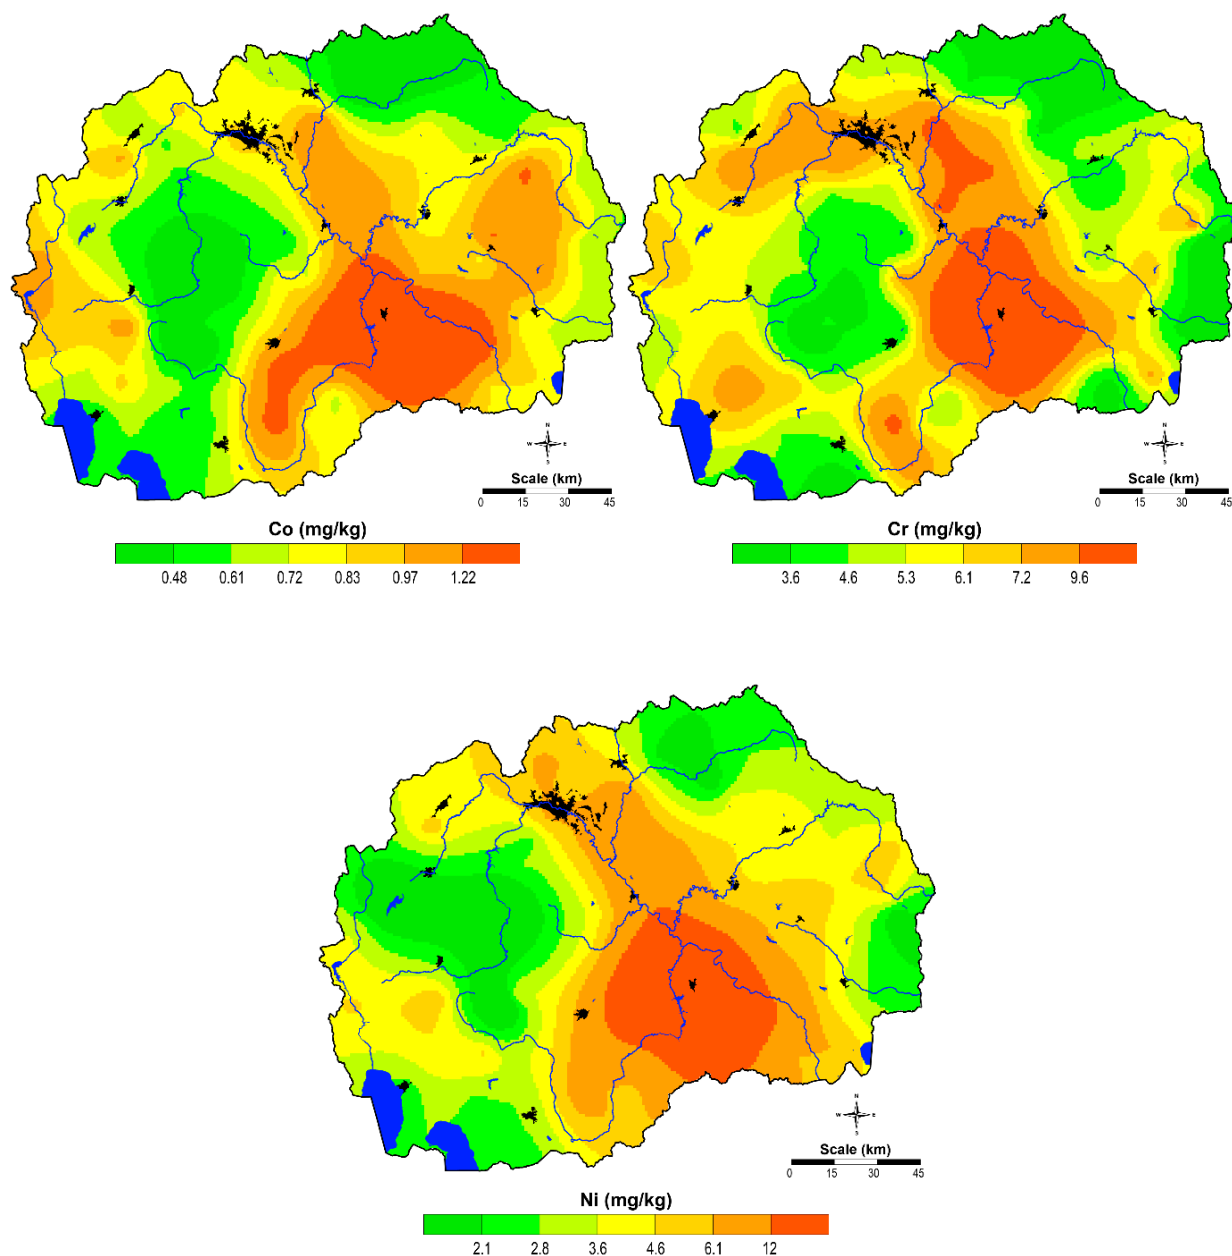 N
W E
S
Scale (km)
0 15 30 45
Co (mg/kg)
0.48 0.61 0.72 0.83 0.97 1.22
N
W E
S
Scale (km)
0 15 30 45
Cr (mg/kg)
3.6 4.6 5.3 6.1 7.2 9.6
N
W E
S
Scale (km)
0 15 30 45
Ni (mg/kg)
2.1 2.8 3.6 4.6 6.1 12